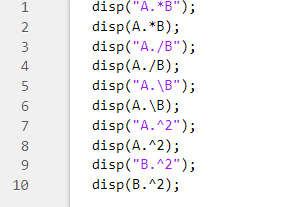 1 disp("A.*B");
2 disp(A.*B);
3 disp("A./B");
4 disp(A./B);
5 disp("A.\B");
6 disp(A.\B);
7 disp("A.^2");
8 disp(A.^2);
9 disp("B.^2");
10 disp(B.^2);